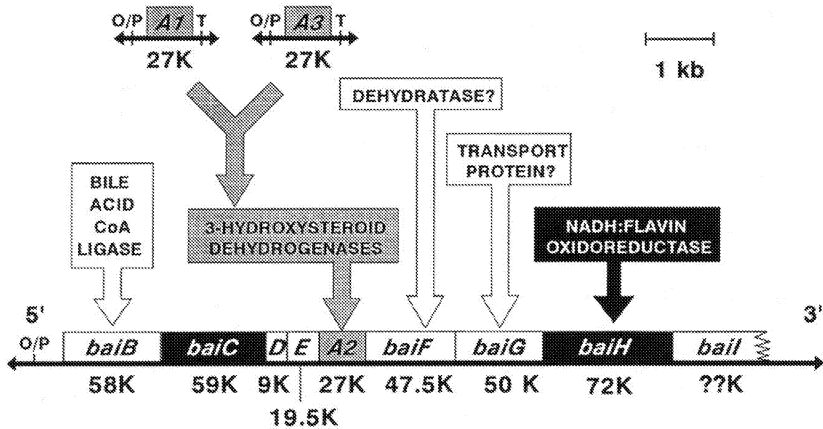 O/P A1 T O/P A3 T
27K 27K
1 kb
DEHYDRATASE?
TRANSPORT
PROTEIN?
BILE
ACID
CoA
LIGASE
3-HYDROXYSTEROID
DEHYDROGENASES
NADH:FLAVIN
OXIDOREDUCTASE
5' 3'
O/P baiB baiC D E A2 baiF baiG baiH baiI
58K 59K 9K 27K 47.5K 50 K 72K ??K
19.5K